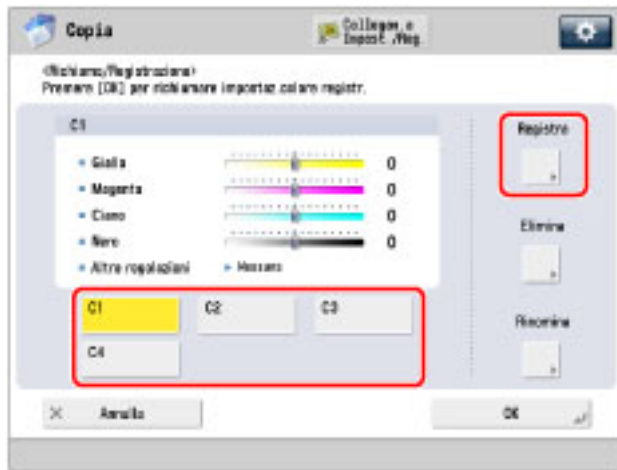 Copia
Collegam. a
Impost./Reg.
<Richiamo/Registrazione>
Premere [OK] per richiamare impostaz.colore registr.
C1
Giallo 0
Magenta 0
Ciano 0
Nero 0
Altre regolazioni Nessuno
C1 C2 C3
C4
Registra
Elimina
Rinomina
Annulla OK